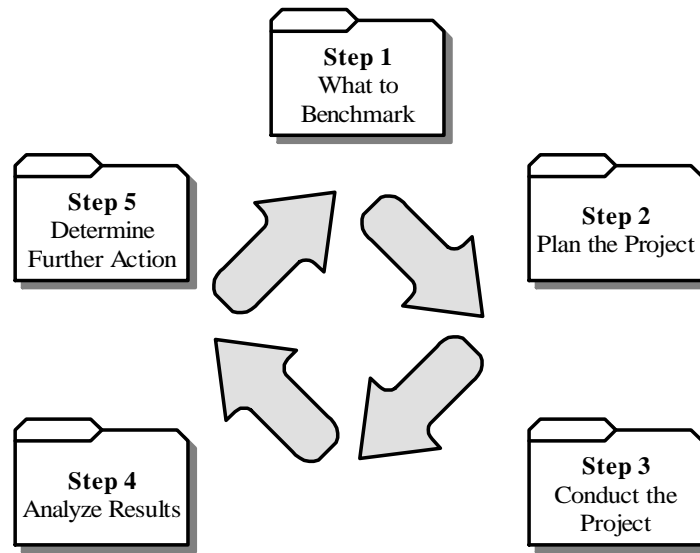 Step 1
What to
Benchmark
Step 2
Plan the Project
Step 3
Conduct the
Project
Step 4
Analyze Results
Step 5
Determine
Further Action